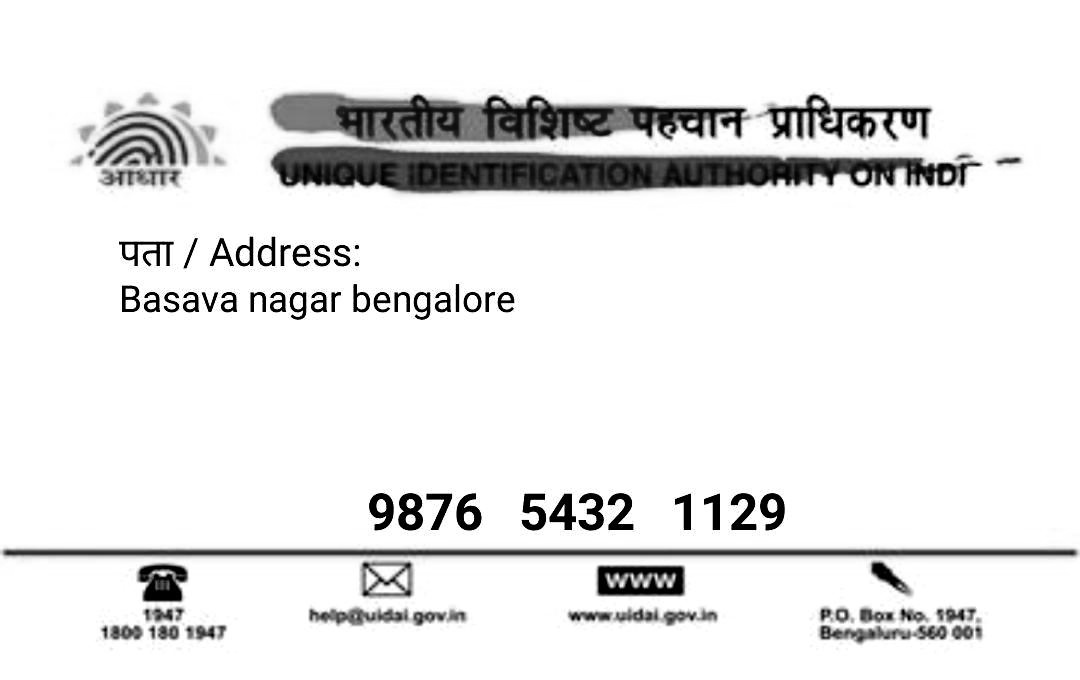 आधार
भारतीय विशिष्ट पहचान प्राधिकरण
UNIQUE IDENTIFICATION AUTHORITY ON INDI
पता / Address:
Basava nagar bengalore
9876 5432 1129
1947
1800 180 1947
help@uidai.gov.in
www
www.uidai.gov.in
P.O. Box No. 1947,
Bengaluru-560 001